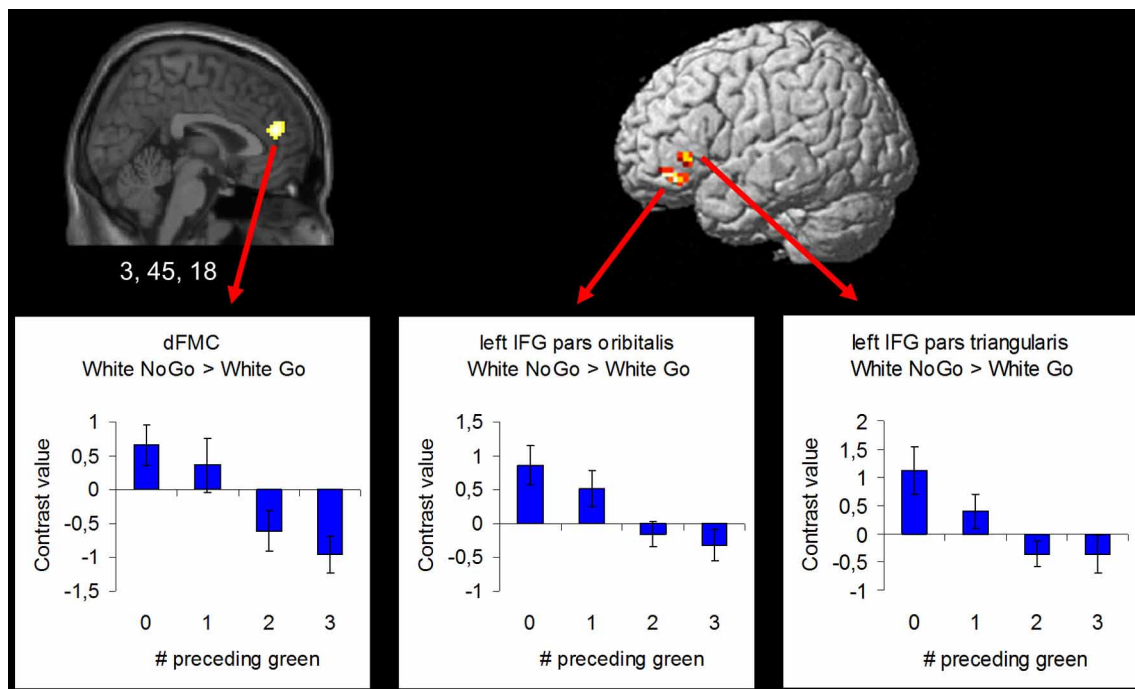 3, 45, 18
dFMC
White NoGo > White Go
Contrast value
1
0,5
0
-0,5
-1
-1,5
0 1 2 3
# preceding green
left IFG pars oribitalis
White NoGo > White Go
Contrast value
1,5
1
0,5
0
-0,5
-1
0 1 2 3
# preceding green
left IFG pars triangularis
White NoGo > White Go
Contrast value
2
1,5
1
0,5
0
-0,5
-1
0 1 2 3
# preceding green